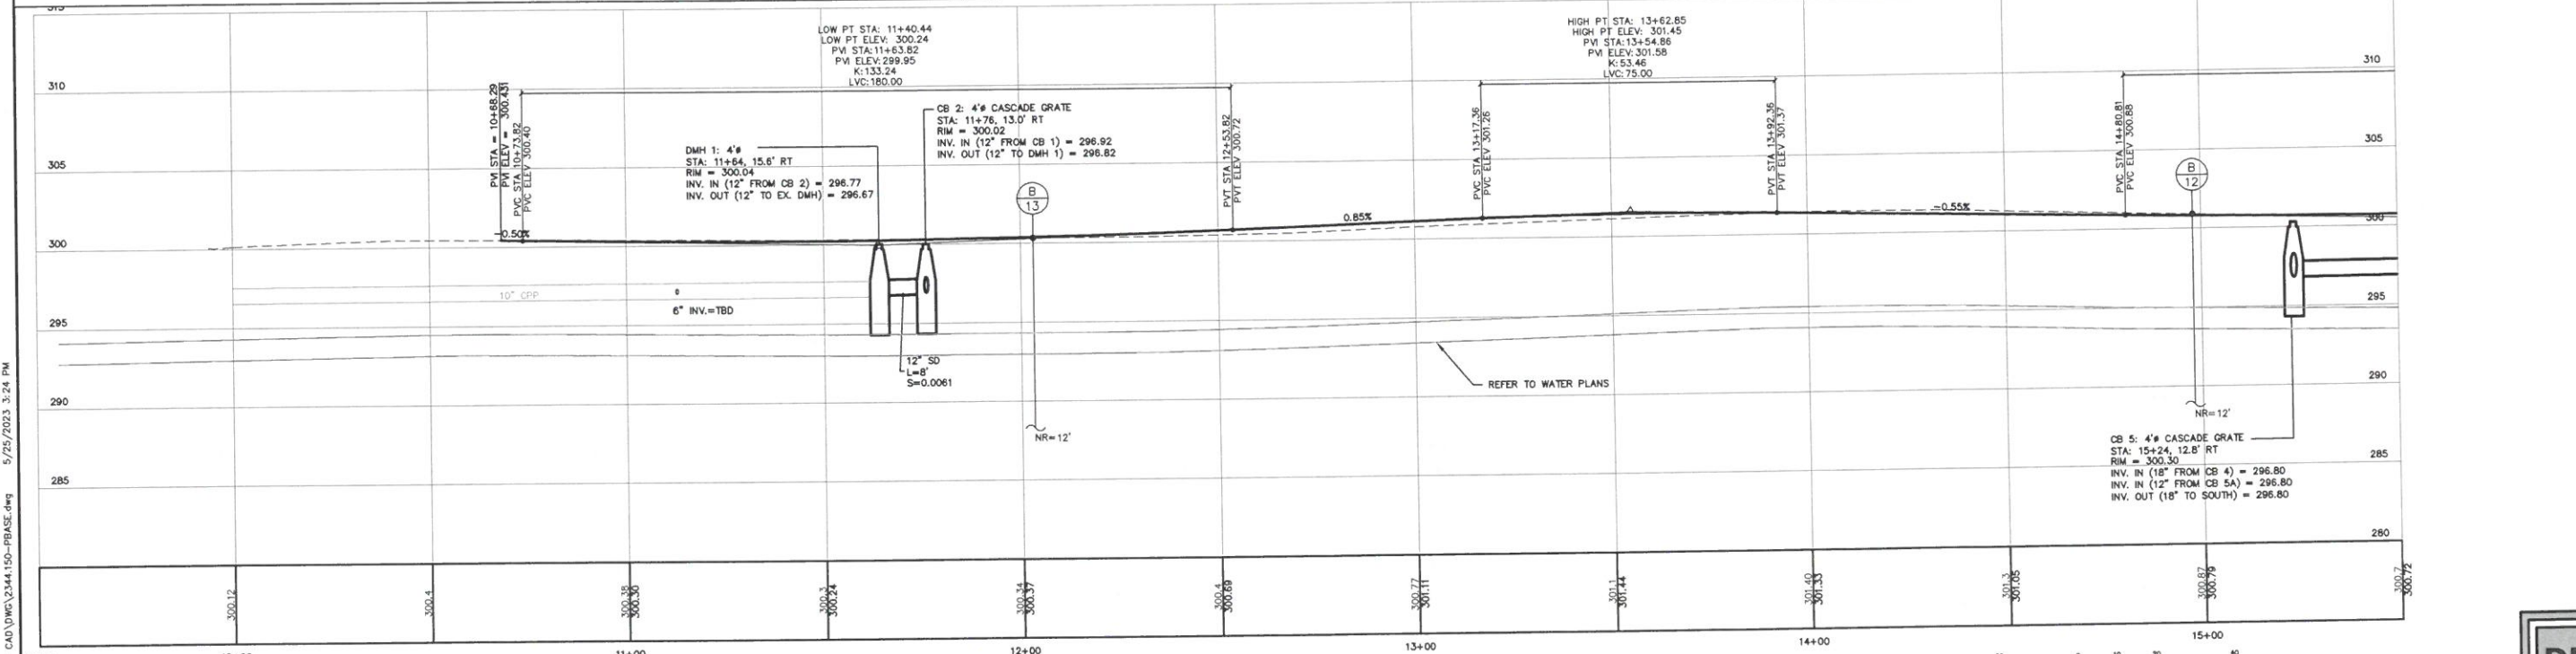 LOW PT STA: 11+40.44
LOW PT ELEV: 300.24
PVI STA:11+63.82
PVI ELEV:299.95
K:133.24
LVC:180.00
HIGH PT STA: 13+62.85
HIGH PT ELEV: 301.45
PVI STA:13+54.86
PVI ELEV:301.58
K:53.46
LVC:75.00
310
310
PVI STA = 10+68.29
PVI ELEV = 300.431
PVC STA 10+73.82
PVC ELEV 300.40
CB 2: 4'ø CASCADE GRATE
STA: 11+76, 13.0' RT
RIM = 300.02
INV. IN (12" FROM CB 1) = 296.92
INV. OUT (12" TO DMH 1) = 296.82
DMH 1: 4'ø
STA: 11+64, 15.6' RT
RIM = 300.04
INV. IN (12" FROM CB 2) = 296.77
INV. OUT (12" TO EX. DMH) = 296.67
PVT STA 12+53.82
PVT ELEV 300.72
PVC STA 13+17.36
PVC ELEV 301.26
PVT STA 13+92.36
PVT ELEV 301.37
PVC STA 14+80.81
PVC ELEV 300.88
305
305
B
13
B
12
-0.50%
0.85%
-0.55%
300
300
10" CPP
6" INV.=TBD
295
295
12" SD
L=8'
S=0.0061
REFER TO WATER PLANS
290
290
NR=12'
NR=12'
CB 5: 4'ø CASCADE GRATE
STA: 15+24, 12.8' RT
RIM = 300.30
INV. IN (18" FROM CB 4) = 296.80
INV. IN (12" FROM CB 5A) = 296.80
INV. OUT (18" TO SOUTH) = 296.80
285
285
280
300.12
300.4
300.38
300.30
300.3
300.24
300.34
300.37
300.4
300.69
300.77
301.11
301.1
301.44
301.40
301.33
301.3
301.05
300.87
300.79
300.7
300.72
12+00
13+00
14+00
15+00
CAD\DWG\2344.150-PBASE.dwg 5/25/2023 3:24 PM